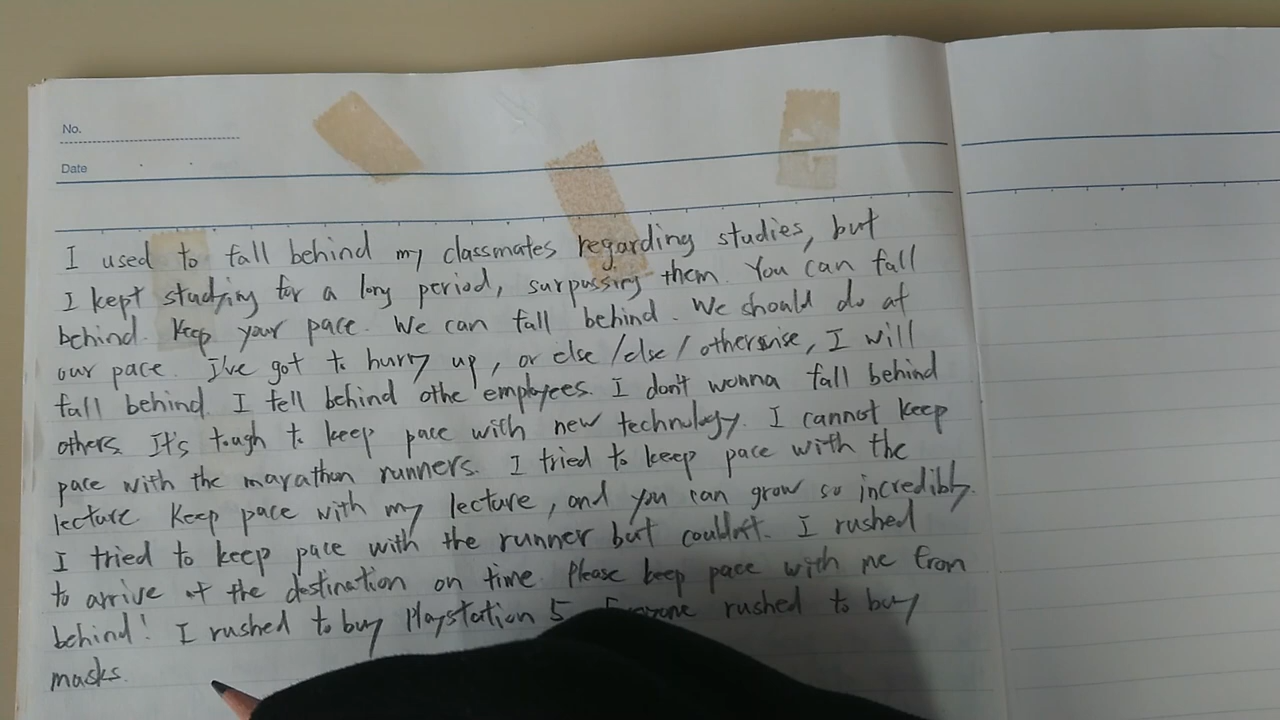 No.
Date
I used to fall behind my classmates regarding studies, but
I kept studying for a long period, surpussing them. You can fall
behind. Keep your pace. We can fall behind. We should do at
our pace. I've got to hurry up, or else / else / otherwise, I will
fall behind. I fell behind othe employees. I don't wonna fall behind
others. It's tough to keep pace with new technology. I cannot keep
pace with the marathon runners. I tried to keep pace with the
lecture. Keep pace with my lecture, and you can grow so incredibly.
I tried to keep pace with the runner but couldn't. I rushed
to arrive at the destination on time. Please keep pace with me from
behind! I rushed to buy Playstation 5. rushed to buy
masks.